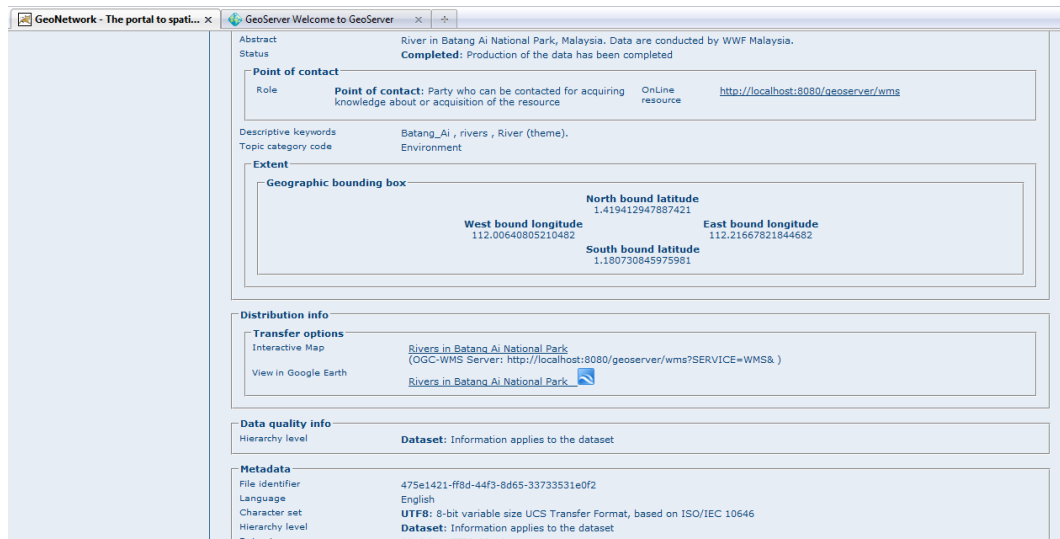 GeoNetwork - The portal to spati... x
GeoServer Welcome to GeoServer x
Abstract River in Batang Ai National Park, Malaysia. Data are conducted by WWF Malaysia.
Status Completed: Production of the data has been completed
Point of contact
Role Point of contact: Party who can be contacted for acquiring knowledge about or acquisition of the resource
OnLine resource http://localhost:8080/geoserver/wms
Descriptive keywords Batang_Ai , rivers , River (theme).
Topic category code Environment
Extent
Geographic bounding box
North bound latitude
1.419412947887421
West bound longitude East bound longitude
112.00640805210482 112.21667821844682
South bound latitude
1.180730845975981
Distribution info
Transfer options
Interactive Map Rivers in Batang Ai National Park
(OGC-WMS Server: http://localhost:8080/geoserver/wms?SERVICE=WMS& )
View in Google Earth
Rivers in Batang Ai National Park
Data quality info
Hierarchy level Dataset: Information applies to the dataset
Metadata
File identifier 475e1421-ff8d-44f3-8d65-33733531e0f2
Language English
Character set UTF8: 8-bit variable size UCS Transfer Format, based on ISO/IEC 10646
Hierarchy level Dataset: Information applies to the dataset